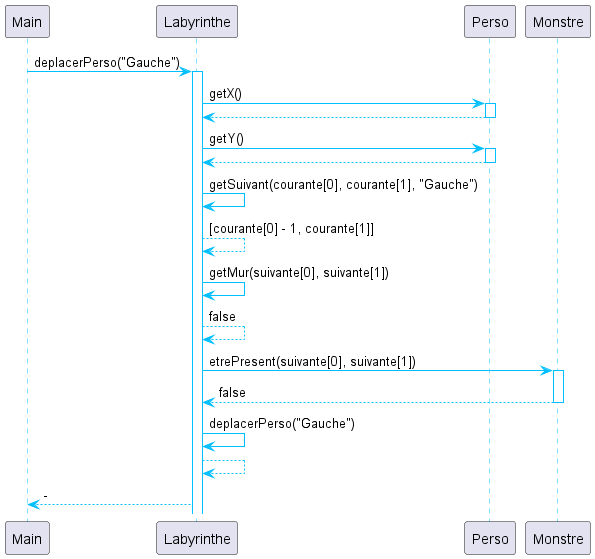 Main Labyrinthe Perso Monstre
deplacerPerso("Gauche")
getX()
getY()
getSuivant(courante[0], courante[1], "Gauche")
[courante[0] - 1, courante[1]]
getMur(suivante[0], suivante[1])
false
etrePresent(suivante[0], suivante[1])
false
deplacerPerso("Gauche")
-
Main Labyrinthe Perso Monstre